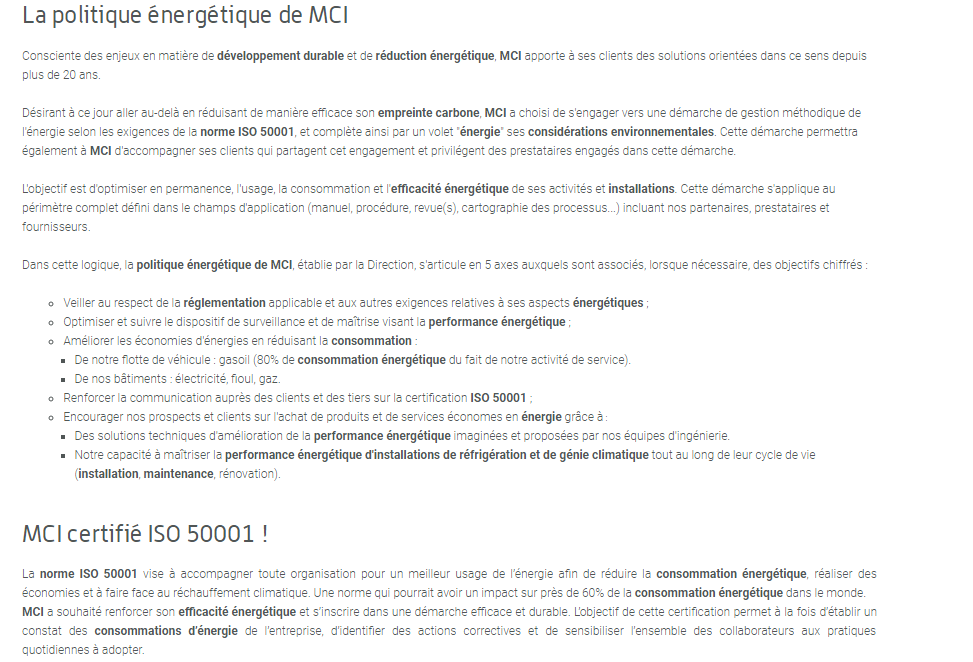 La politique énergétique de MCI
Consciente des enjeux en matière de développement durable et de réduction énergétique, MCI apporte à ses clients des solutions orientées dans ce sens depuis
plus de 20 ans.
Désirant à ce jour aller au-delà en réduisant de manière efficace son empreinte carbone, MCI a choisi de s'engager vers une démarche de gestion méthodique de
l'énergie selon les exigences de la norme ISO 50001, et complète ainsi par un volet "énergie" ses considérations environnementales. Cette démarche permettra
également à MCI d'accompagner ses clients qui partagent cet engagement et privilégent des prestataires engagés dans cette démarche.
L'objectif est d'optimiser en permanence, l'usage, la consommation et l'efficacité énergétique de ses activités et installations. Cette démarche s'applique au
périmètre complet défini dans le champs d'application (manuel, procédure, revue(s), cartographie des processus...) incluant nos partenaires, prestataires et
fournisseurs.
Dans cette logique, la politique énergétique de MCI, établie par la Direction, s'articule en 5 axes auxquels sont associés, lorsque nécessaire, des objectifs chiffrés :
Veiller au respect de la réglementation applicable et aux autres exigences relatives à ses aspects énergétiques ;
Optimiser et suivre le dispositif de surveillance et de maîtrise visant la performance énergétique ;
Améliorer les économies d'énergies en réduisant la consommation :
De notre flotte de véhicule : gasoil (80% de consommation énergétique du fait de notre activité de service).
De nos bâtiments : électricité, fioul, gaz.
Renforcer la communication auprès des clients et des tiers sur la certification ISO 50001 ;
Encourager nos prospects et clients sur l'achat de produits et de services économes en énergie grâce à :
Des solutions techniques d'amélioration de la performance énergétique imaginées et proposées par nos équipes d'ingénierie.
Notre capacité à maîtriser la performance énergétique d'installations de réfrigération et de génie climatique tout au long de leur cycle de vie
(installation, maintenance, rénovation).
MCI certifié ISO 50001 !
La norme ISO 50001 vise à accompagner toute organisation pour un meilleur usage de l'énergie afin de réduire la consommation énergétique, réaliser des
économies et à faire face au réchauffement climatique. Une norme qui pourrait avoir un impact sur près de 60% de la consommation énergétique dans le monde.
MCI a souhaité renforcer son efficacité énergétique et s'inscrire dans une démarche efficace et durable. L'objectif de cette certification permet à la fois d'établir un
constat des consommations d'énergie de l'entreprise, d'identifier des actions correctives et de sensibiliser l'ensemble des collaborateurs aux pratiques
quotidiennes à adopter.